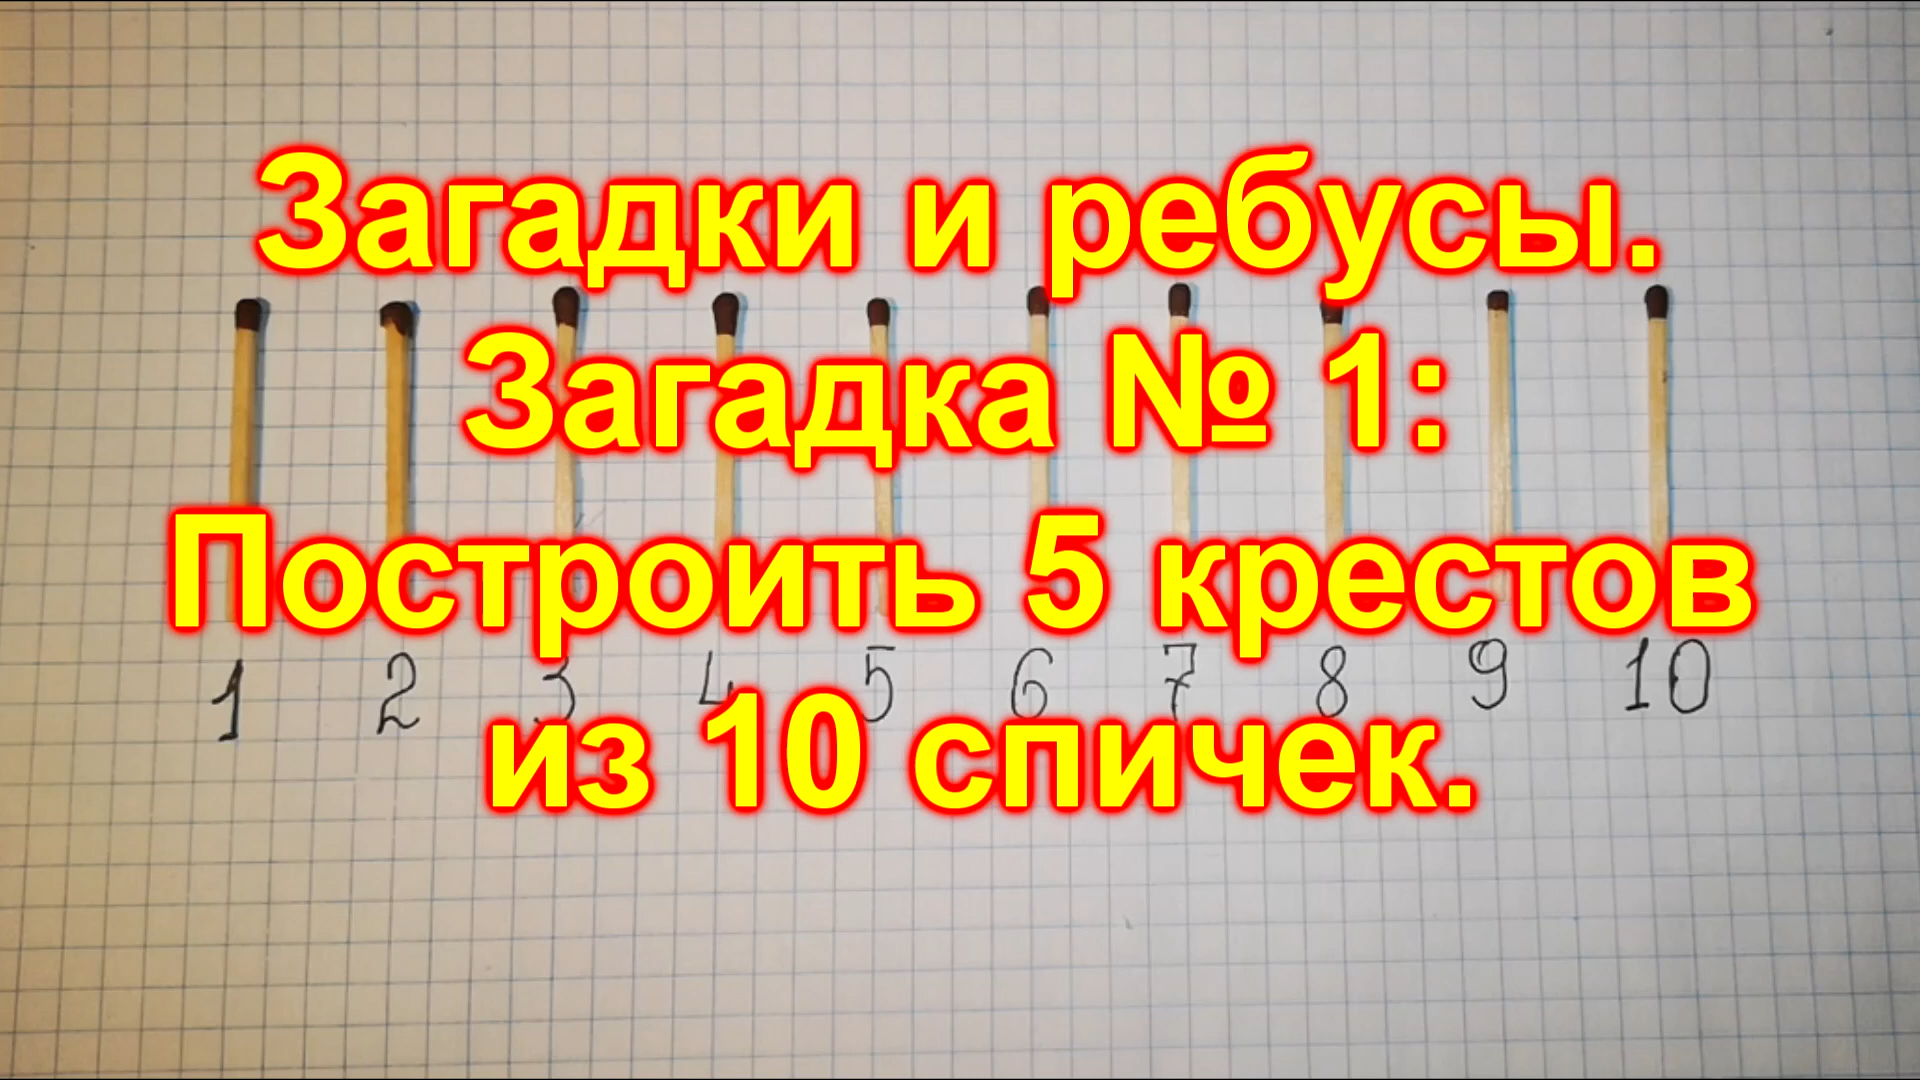 Загадки и ребусы.
Загадка № 1:
Построить 5 крестов
1 2 3 4 5 6 7 8 9 10
из 10 спичек.